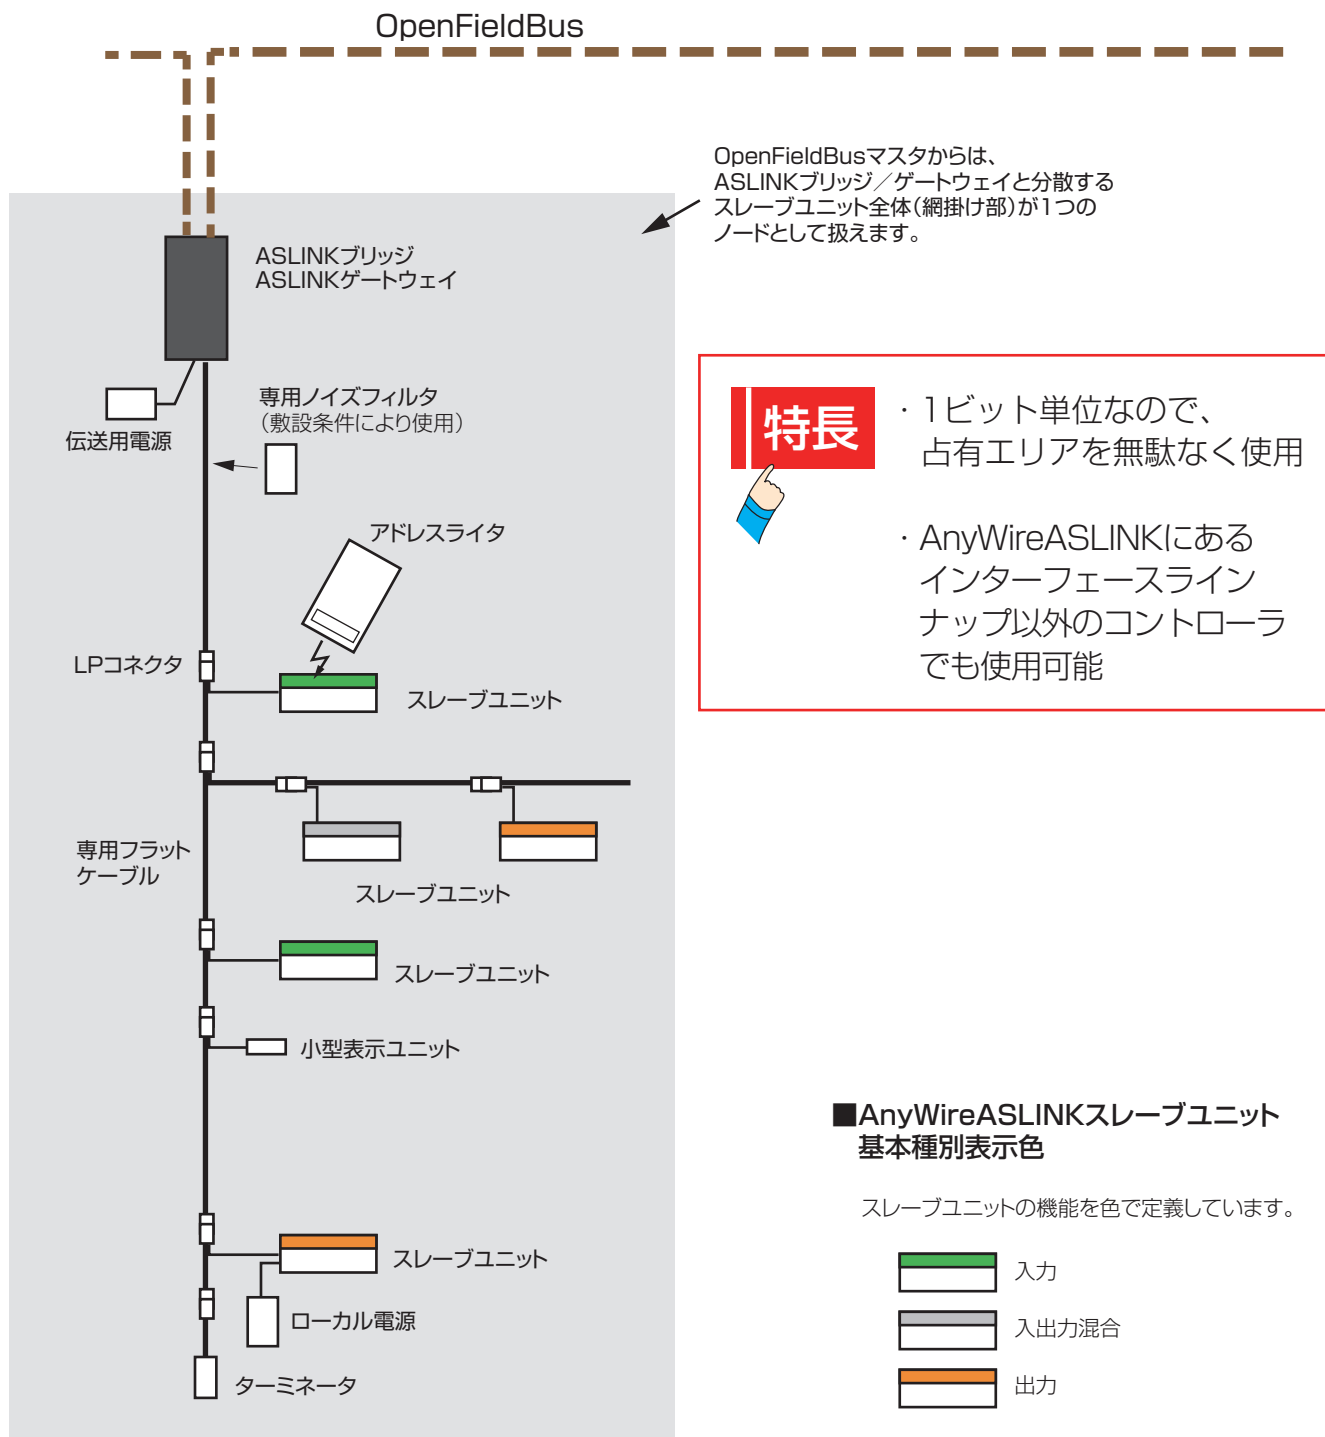 OpenFieldBus
OpenFieldBusマスタからは、
ASLINKブリッジ／ゲートウェイと分散する
スレーブユニット全体（網掛け部）が1つの
ノードとして扱えます。
ASLINKブリッジ
ASLINKゲートウェイ
伝送用電源
専用ノイズフィルタ
（敷設条件により使用）
特長
・1ビット単位なので、
占有エリアを無駄なく使用
・AnyWireASLINKにある
インターフェースライン
ナップ以外のコントローラ
でも使用可能
アドレスライタ
LPコネクタ
スレーブユニット
専用フラット
ケーブル
スレーブユニット
スレーブユニット
小型表示ユニット
スレーブユニット
ローカル電源
ターミネータ
■AnyWireASLINKスレーブユニット
基本種別表示色
スレーブユニットの機能を色で定義しています。
入力
入出力混合
出力